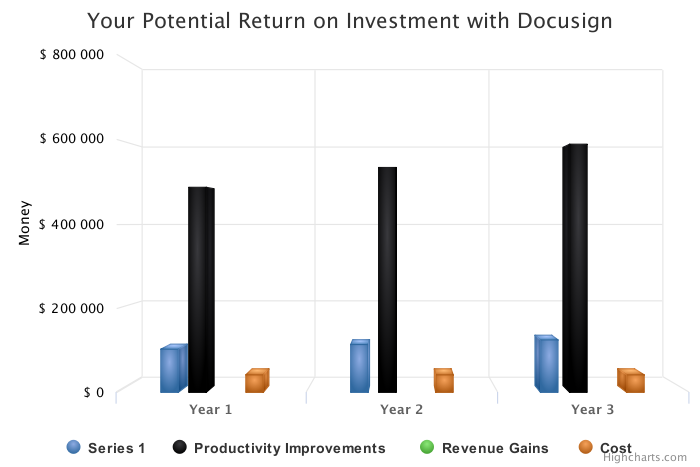 Your Potential Return on Investment with Docusign
$ 800 000
$ 600 000
$ 400 000
$ 200 000
$ 0
Money
Year 1
Year 2
Year 3
Series 1
Productivity Improvements
Revenue Gains
Cost
Highcharts.com